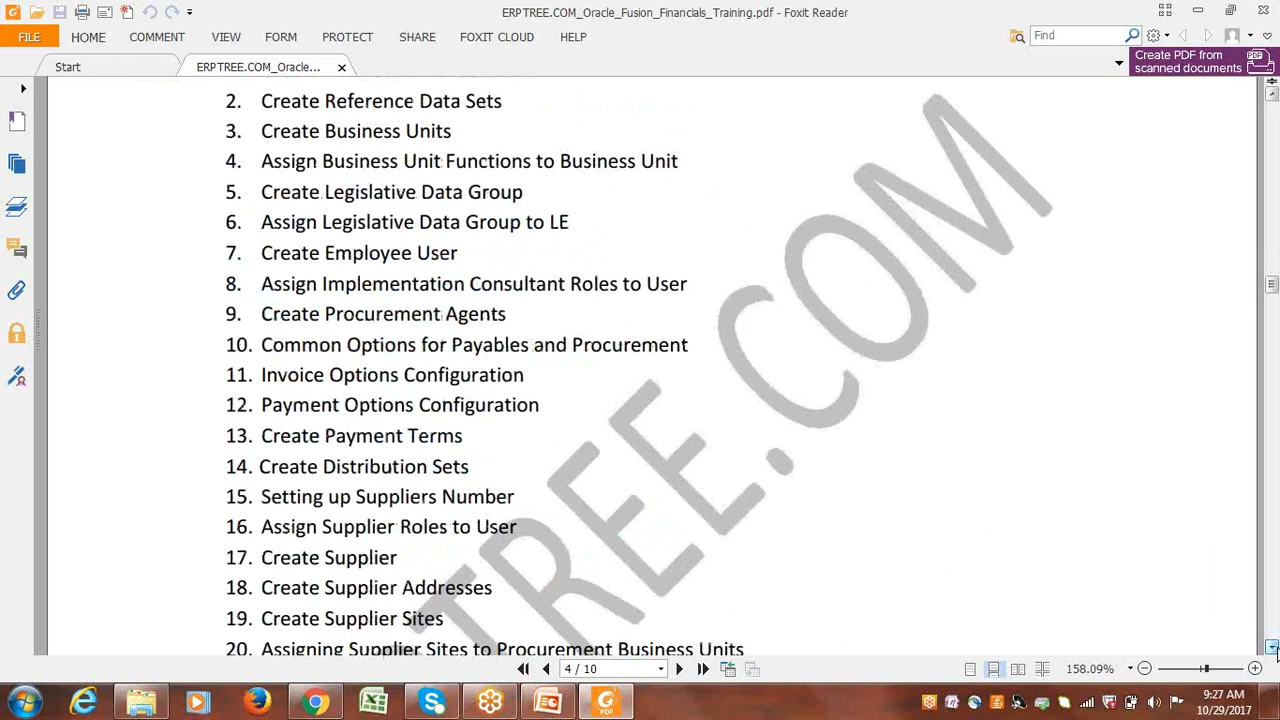 ERPTREE.COM_Oracle_Fusion_Financials_Training.pdf - Foxit Reader
FILE HOME COMMENT VIEW FORM PROTECT SHARE FOXIT CLOUD HELP
Find
Start
ERPTREE.COM_Oracle...
Create PDF from
scanned documents
2. Create Reference Data Sets
3. Create Business Units
4. Assign Business Unit Functions to Business Unit
5. Create Legislative Data Group
6. Assign Legislative Data Group to LE
7. Create Employee User
8. Assign Implementation Consultant Roles to User
9. Create Procurement Agents
10. Common Options for Payables and Procurement
11. Invoice Options Configuration
12. Payment Options Configuration
13. Create Payment Terms
14. Create Distribution Sets
15. Setting up Suppliers Number
16. Assign Supplier Roles to User
17. Create Supplier
18. Create Supplier Addresses
19. Create Supplier Sites
20. Assigning Supplier Sites to Procurement Business Units
TREE.COM
4 / 10
158.09%
PDF
9:27 AM
10/29/2017